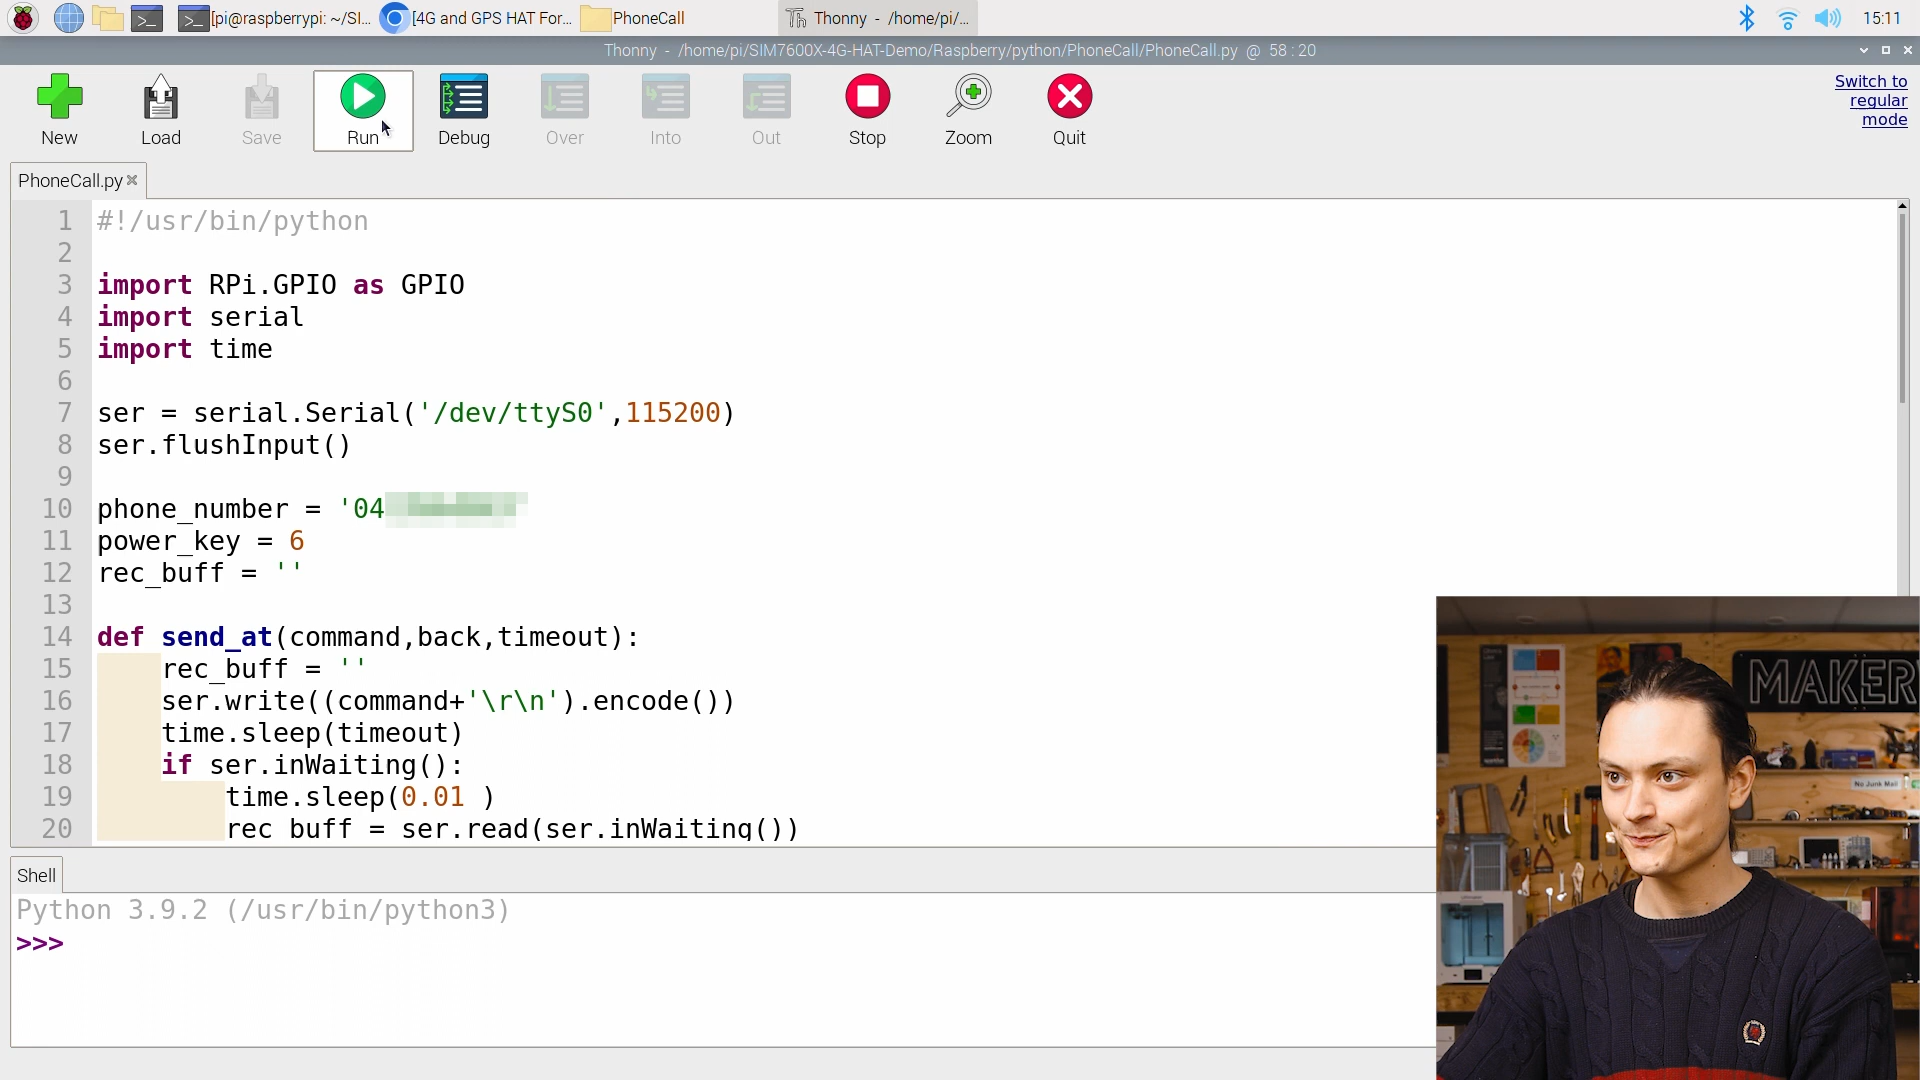 [pi@raspberrypi: ~/SI...
[4G and GPS HAT For...
PhoneCall
Thonny - /home/pi/...
15:11
Thonny - /home/pi/SIM7600X-4G-HAT-Demo/Raspberry/python/PhoneCall/PhoneCall.py @ 58 : 20
New
Load
Save
Run
Debug
Over
Into
Out
Stop
Zoom
Quit
Switch to
regular
mode
PhoneCall.py
1 #!/usr/bin/python
2
3 import RPi.GPIO as GPIO
4 import serial
5 import time
6
7 ser = serial.Serial('/dev/ttyS0',115200)
8 ser.flushInput()
9
10 phone_number = '04
11 power_key = 6
12 rec_buff = ''
13
14 def send_at(command,back,timeout):
15 rec_buff = ''
16 ser.write((command+'\r\n').encode())
17 time.sleep(timeout)
18 if ser.inWaiting():
19 time.sleep(0.01 )
20 rec_buff = ser.read(ser.inWaiting())
Shell
Python 3.9.2 (/usr/bin/python3)
>>>
MAKER
No Junk Mail